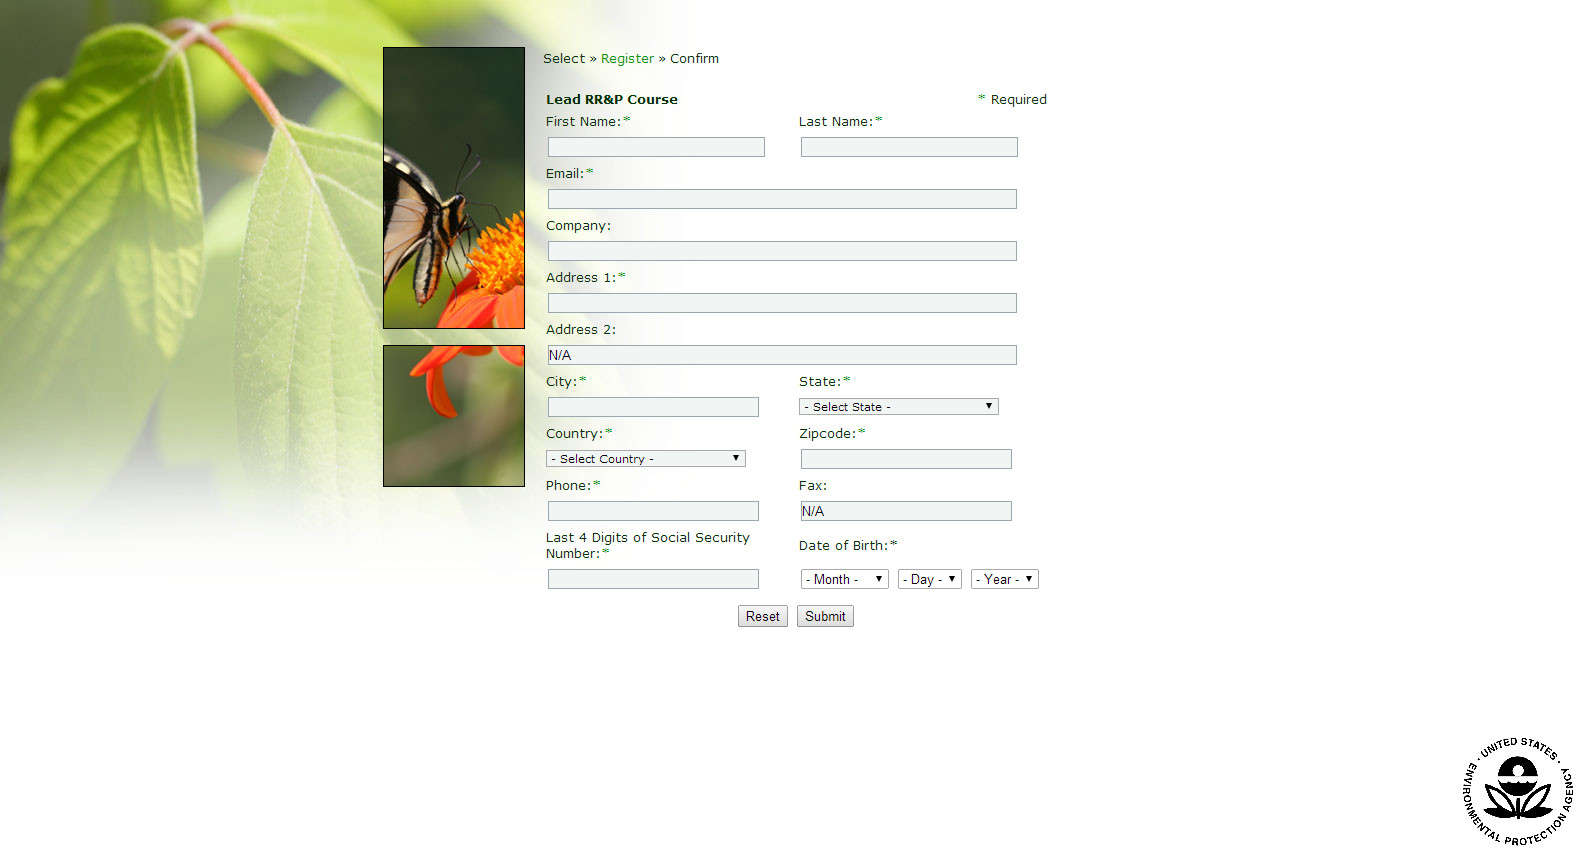 Select » Register » Confirm
Lead RR&P Course * Required
First Name:* Last Name:*
Email:*
Company:
Address 1:*
Address 2:
N/A
City:* State:*
- Select State -
Country:* Zipcode:*
- Select Country -
Phone:* Fax:
N/A
Last 4 Digits of Social Security
Number:*
Date of Birth:*
- Month - - Day - - Year -
Reset Submit
· UNITED STATES ·
ENVIRONMENTAL PROTECTION AGENCY